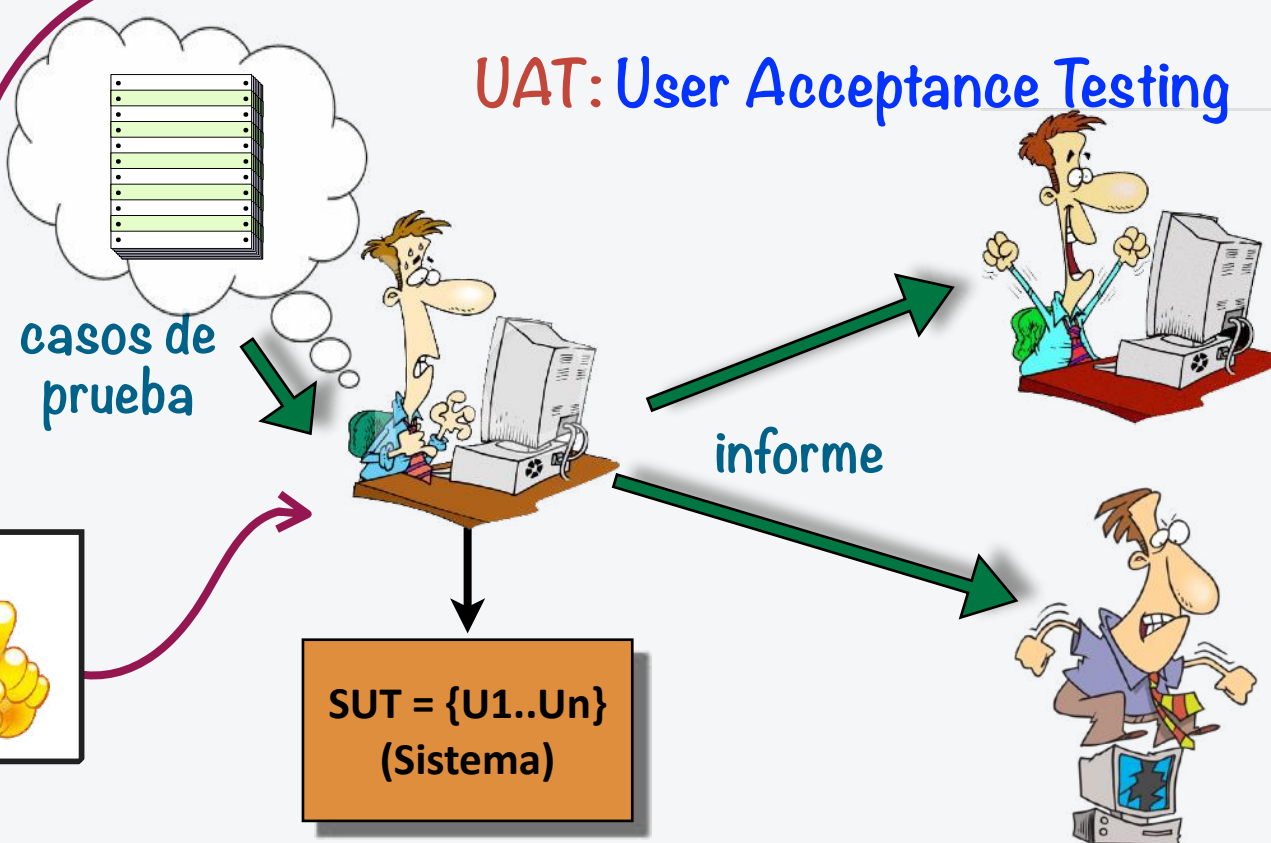 UAT: User Acceptance Testing
casos de
prueba
informe
SUT = {U1..Un}
(Sistema)